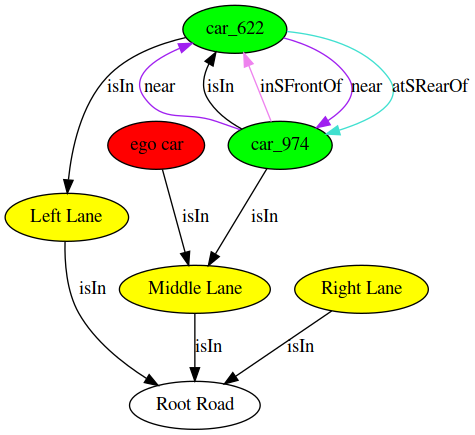 car_622
isIn near isIn inSFrontOf near atSRearOf
ego car car_974
Left Lane isIn isIn
isIn Middle Lane Right Lane
isIn isIn
Root Road